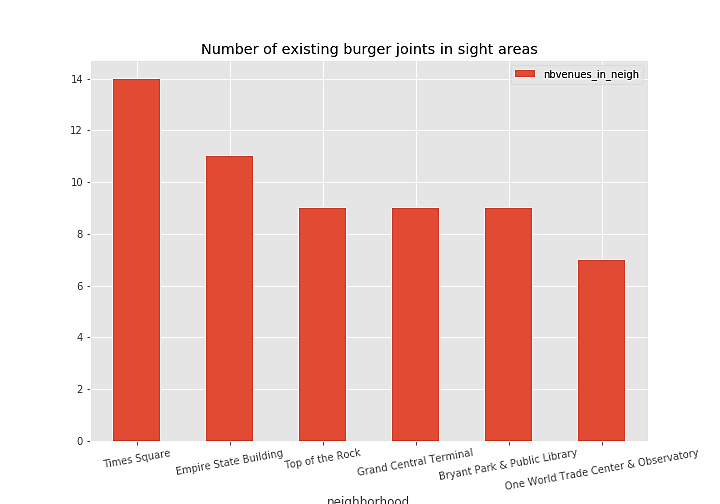 Number of existing burger joints in sight areas
nbvenues_in_neigh
14
12
10
8
6
4
2
0
Times Square
Empire State Building
Top of the Rock
Grand Central Terminal
Bryant Park & Public Library
One World Trade Center & Observatory
neighborhood